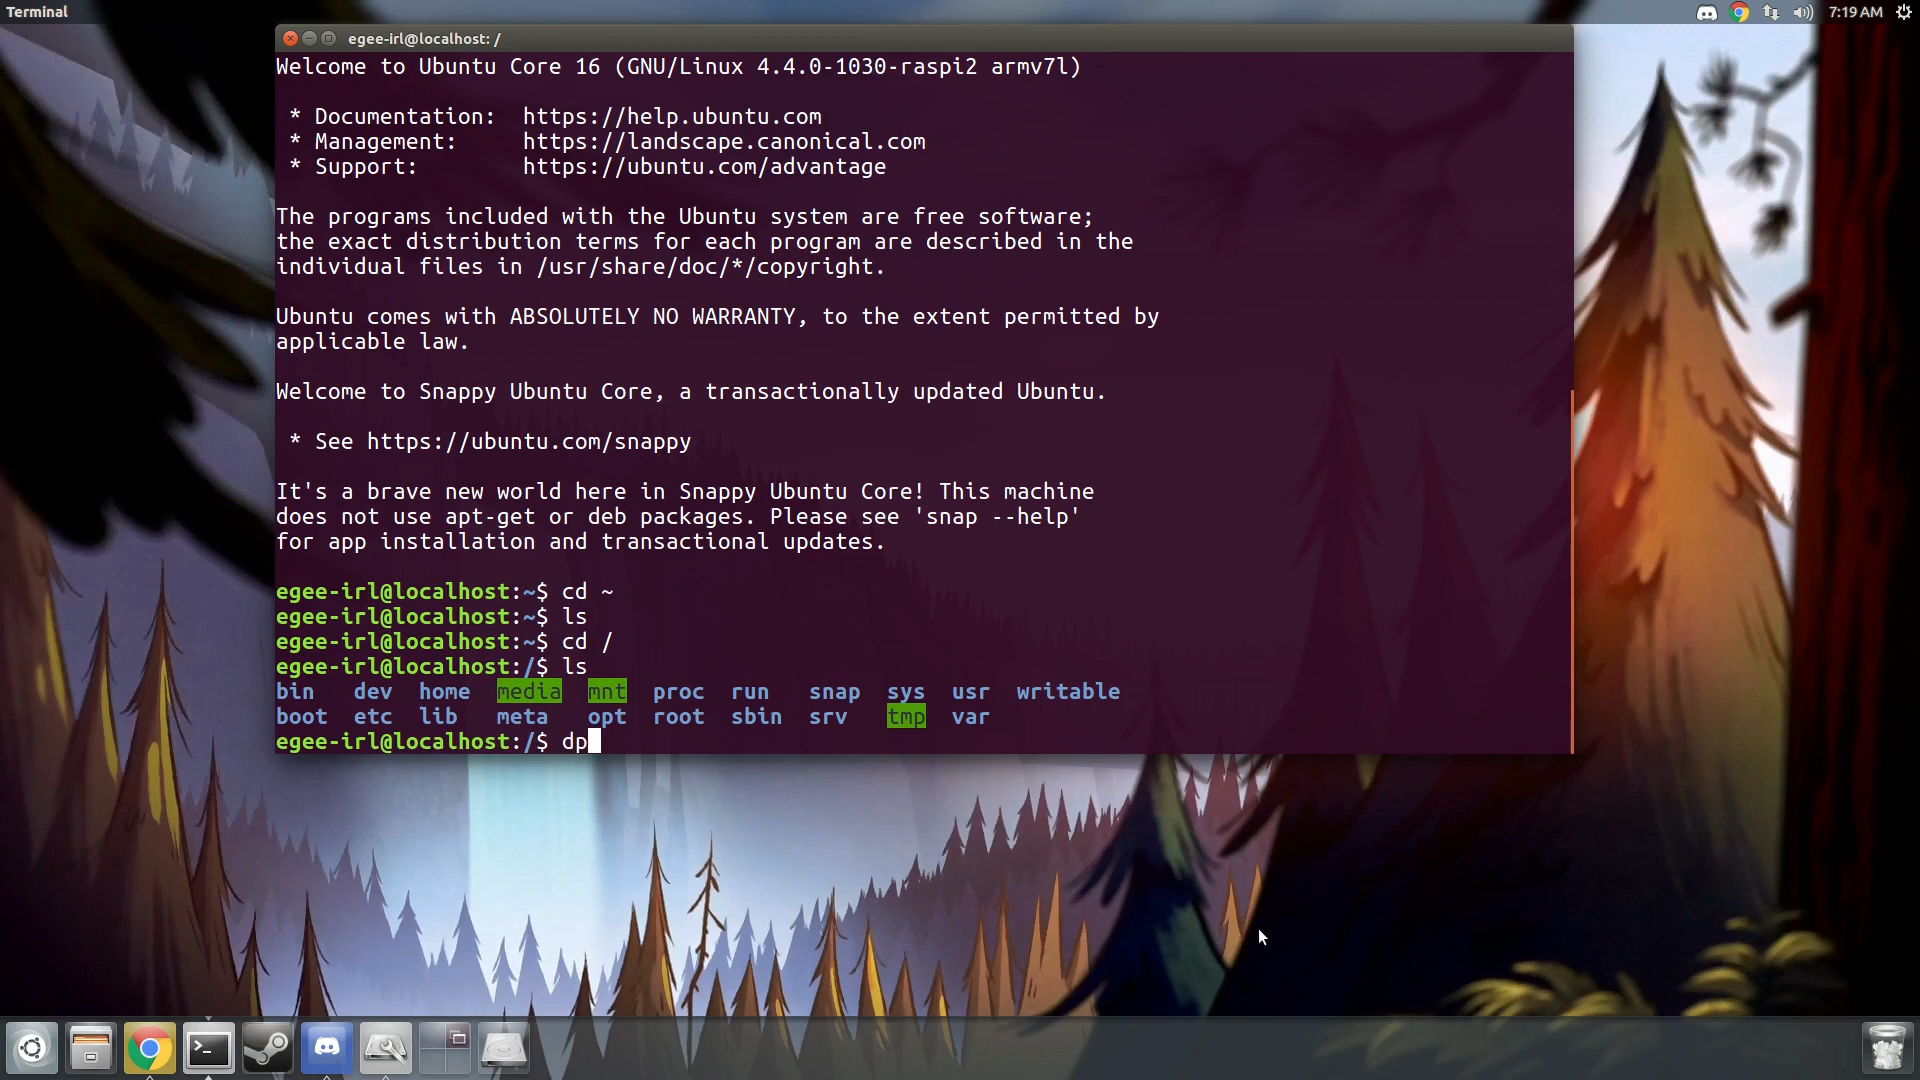 Terminal
7:19 AM
egee-irl@localhost: /
Welcome to Ubuntu Core 16 (GNU/Linux 4.4.0-1030-raspi2 armv7l)
* Documentation:  https://help.ubuntu.com
* Management:     https://landscape.canonical.com
* Support:        https://ubuntu.com/advantage
The programs included with the Ubuntu system are free software;
the exact distribution terms for each program are described in the
individual files in /usr/share/doc/*/copyright.
Ubuntu comes with ABSOLUTELY NO WARRANTY, to the extent permitted by
applicable law.
Welcome to Snappy Ubuntu Core, a transactionally updated Ubuntu.
* See https://ubuntu.com/snappy
It's a brave new world here in Snappy Ubuntu Core! This machine
does not use apt-get or deb packages. Please see 'snap --help'
for app installation and transactional updates.
egee-irl@localhost:~$ cd ~
egee-irl@localhost:~$ ls
egee-irl@localhost:~$ cd /
egee-irl@localhost:/$ ls
bin   dev  home  media  mnt  proc  run   snap  sys  usr  writable
boot  etc  lib   meta   opt  root  sbin  srv   tmp  var
egee-irl@localhost:/$ dp